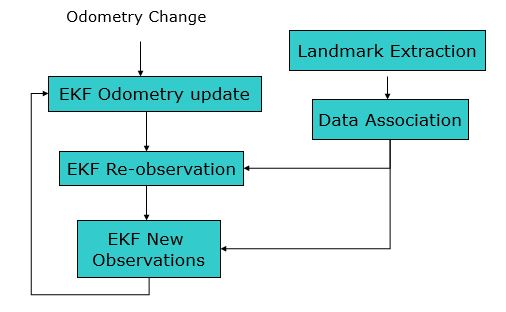 Odometry Change
Landmark Extraction
EKF Odometry update
Data Association
EKF Re-observation
EKF New
Observations